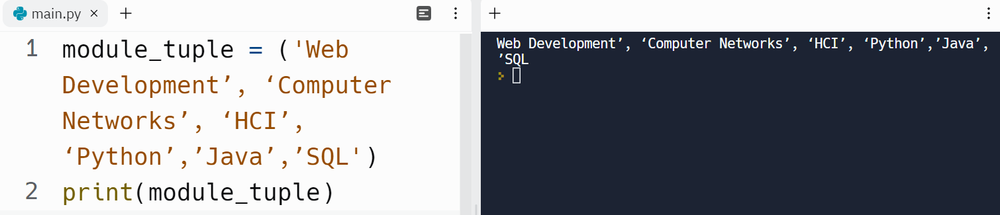 main.py × +
1 module_tuple = ('Web
Development’, ‘Computer
Networks’, ‘HCI’,
‘Python’,’Java’,’SQL')
2 print(module_tuple)
+
Web Development’, ‘Computer Networks’, ‘HCI’, ‘Python’,’Java’,
’SQL